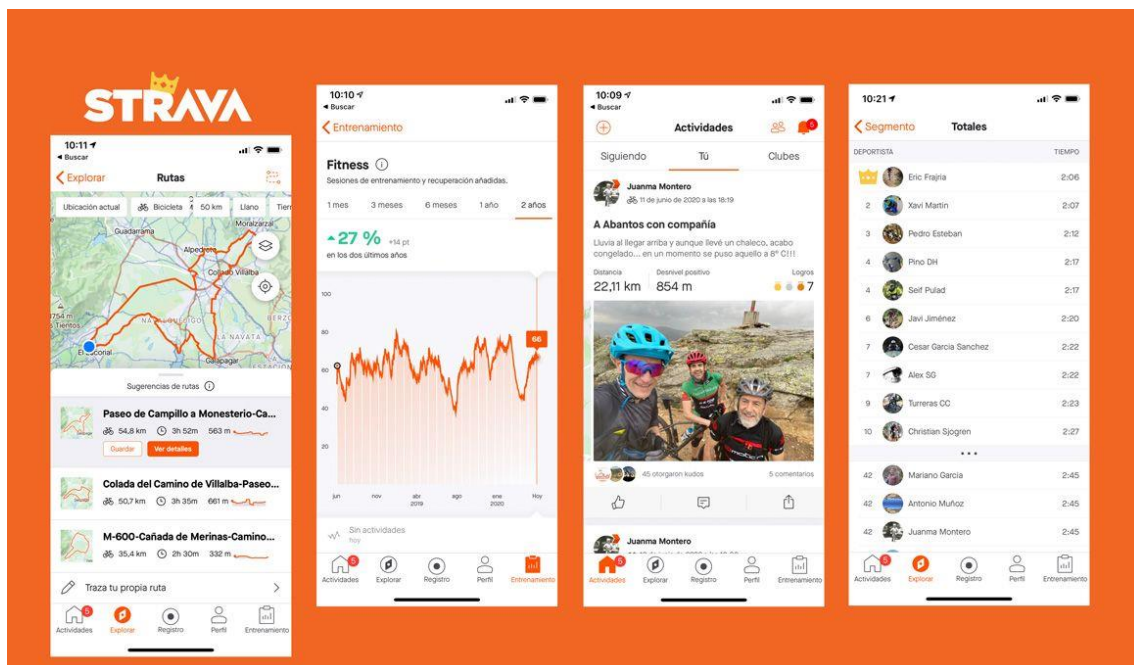 STRAVA
10:11
◀ Buscar
Explorar
Rutas
Ubicación actual
Bicicleta
50 km
Llano
Guadarrama
Moralzarzal
Alpedrete
Collado Villalba
LA NAVATA
El Escorial
Galapagar
Sugerencias de rutas
Paseo de Campillo a Monesterio-Ca...
54,8 km 3h 52m 563 m
Guardar Ver detalles
Colada del Camino de Villalba-Paseo...
50,7 km 3h 35m 661 m
M-600-Cañada de Merinas-Camino...
35,4 km 2h 30m 332 m
Traza tu propia ruta
5
Actividades Explorar Registro Perfil Entrenamiento
10:10
◀ Buscar
Entrenamiento
Fitness
Sesiones de entrenamiento y recuperación añadidas.
1 mes 3 meses 6 meses 1 año 2 años
27 % +14 pt
en los dos últimos años
100
80
66
60
40
20
jun nov abr ago ene Hoy
2019 2020
Sin actividades
hoy
5
Actividades Explorar Registro Perfil Entrenamiento
10:09
◀ Buscar
Actividades
5
Siguiendo Tú Clubes
Juanma Montero
11 de junio de 2020 a las 18:19
A Abantos con compañía
Lluvia al llegar arriba y aunque llevé un chaleco, acabo
congelado... en un momento se puso aquello a 8º C!!!
Distancia Desnivel positivo Logros
22,11 km 854 m 7
45 otorgaron kudos 5 comentarios
Juanma Montero
5
Actividades Explorar Registro Perfil Entrenamiento
10:21
Segmento
Totales
DEPORTISTA TIEMPO
Eric Frajria 2:06
2 Xavi Martin 2:07
3 Pedro Esteban 2:12
4 Pino DH 2:17
4 Seif Pulad 2:17
6 Javi Jiménez 2:20
7 Cesar Garcia Sanchez 2:22
7 Alex SG 2:22
9 Turreras CC 2:23
10 Christian Sjogren 2:27
42 Mariano Garcia 2:45
42 Antonio Muñoz 2:45
42 Juanma Montero 2:45
5
Actividades Explorar Registro Perfil Entrenamiento